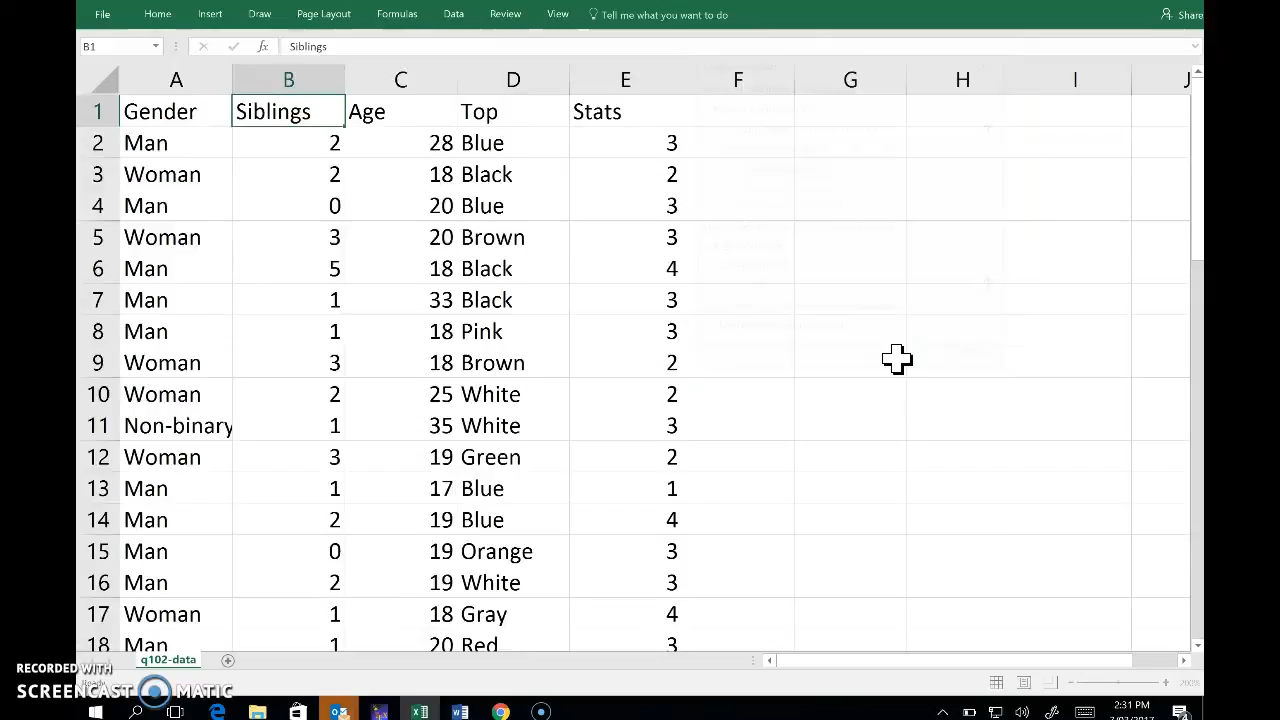 File Home Insert Draw Page Layout Formulas Data Review View Tell me what you want to do Share
B1 fx Siblings
A B C D E F G H I J
1 Gender Siblings Age Top Stats
2 Man 2 28 Blue 3
3 Woman 2 18 Black 2
4 Man 0 20 Blue 3
5 Woman 3 20 Brown 3
6 Man 5 18 Black 4
7 Man 1 33 Black 3
8 Man 1 18 Pink 3
9 Woman 3 18 Brown 2
10 Woman 2 25 White 2
11 Non-binary 1 35 White 3
12 Woman 3 19 Green 2
13 Man 1 17 Blue 1
14 Man 2 19 Blue 4
15 Man 0 19 Orange 3
16 Man 2 19 White 3
17 Woman 1 18 Gray 4
18 Man 1 20 Red 3
q102-data
RECORDED WITH
SCREENCAST MATIC
Ready 200%
2:31 PM